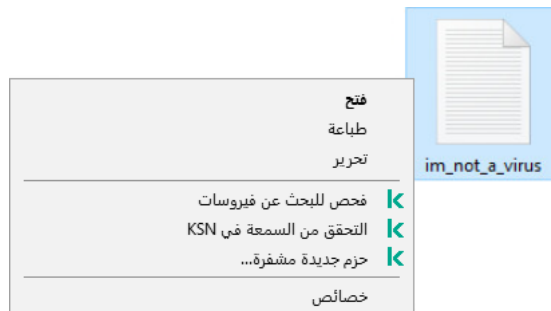 فتح
طباعة
تحرير
im_not_a_virus
فحص للبحث عن فيروسات
التحقق من السمعة في KSN
حزم جديدة مشفرة...
خصائص